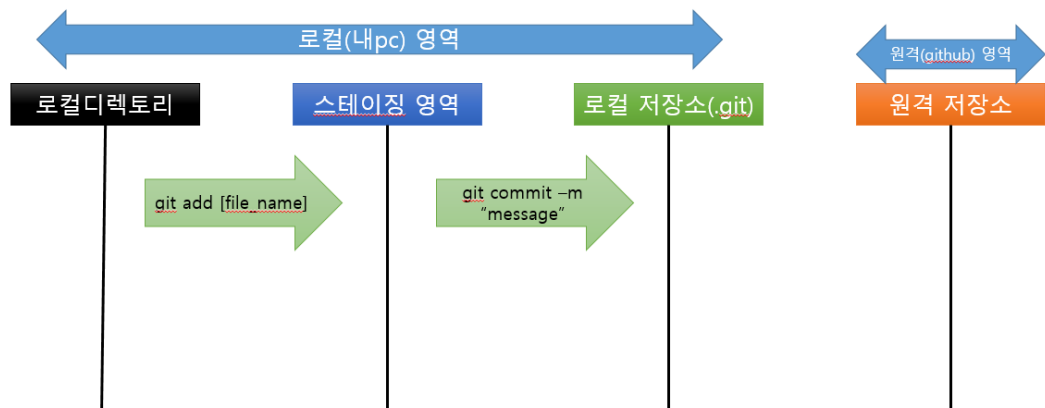 로컬(내pc) 영역
원격(github) 영역
로컬디렉토리
스테이징 영역
로컬 저장소(.git)
원격 저장소
git add [file_name]
git commit –m
“message”